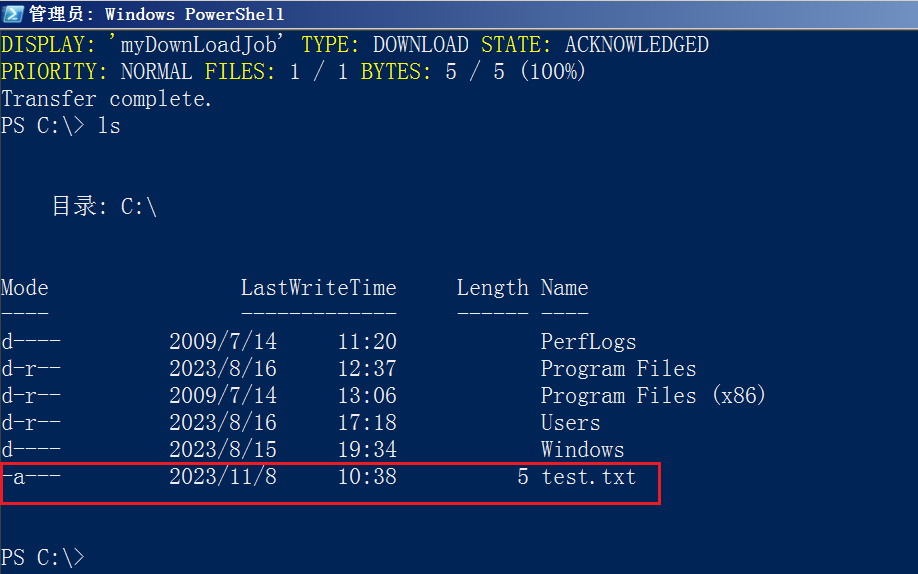 管理员: Windows PowerShell
DISPLAY: 'myDownLoadJob' TYPE: DOWNLOAD STATE: ACKNOWLEDGED
PRIORITY: NORMAL FILES: 1 / 1 BYTES: 5 / 5 (100%)
Transfer complete.
PS C:\> ls
目录: C:\
Mode LastWriteTime Length Name
---- ------------- ------ ----
d---- 2009/7/14 11:20 PerfLogs
d-r-- 2023/8/16 12:37 Program Files
d-r-- 2009/7/14 13:06 Program Files (x86)
d-r-- 2023/8/16 17:18 Users
d---- 2023/8/15 19:34 Windows
-a--- 2023/11/8 10:38 5 test.txt
PS C:\>